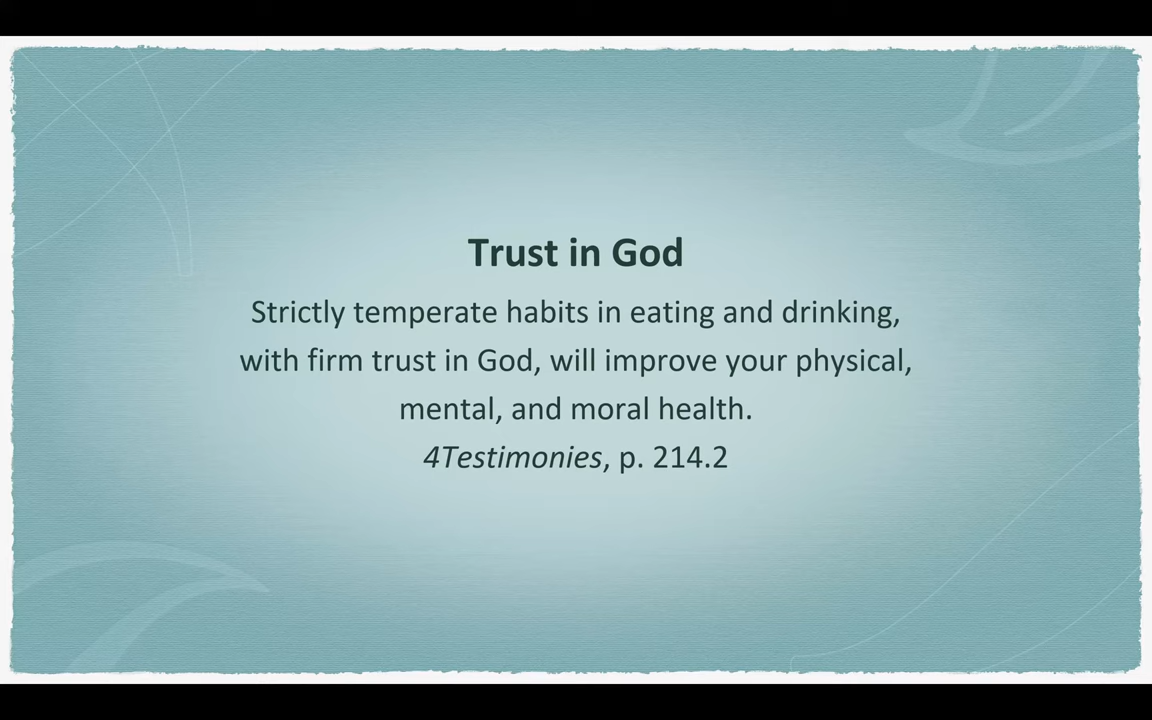 Trust in God
Strictly temperate habits in eating and drinking,
with firm trust in God, will improve your physical,
mental, and moral health.
4Testimonies, p. 214.2